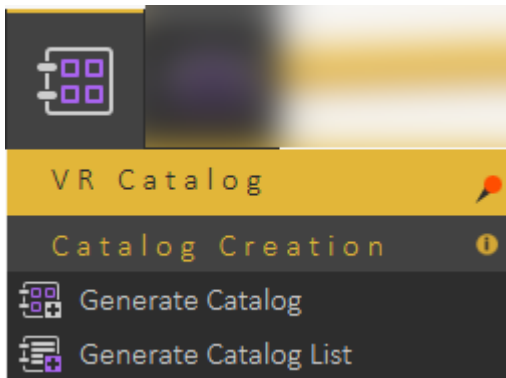 VR Catalog
Catalog Creation
Generate Catalog
Generate Catalog List